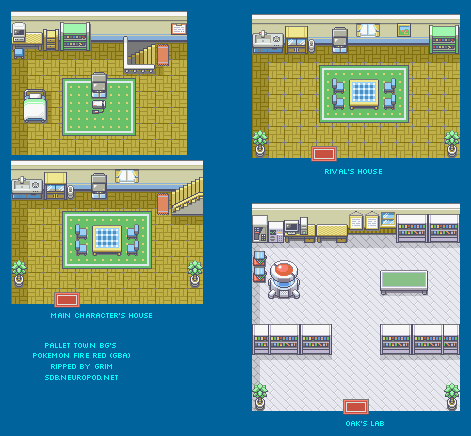 RIVAL'S HOUSE
MAIN CHARACTER'S HOUSE
PALLET TOWN BG'S
POKEMON FIRE RED (GBA)
RIPPED BY GRIM
SDB.NEUROPOD.NET
OAK'S LAB